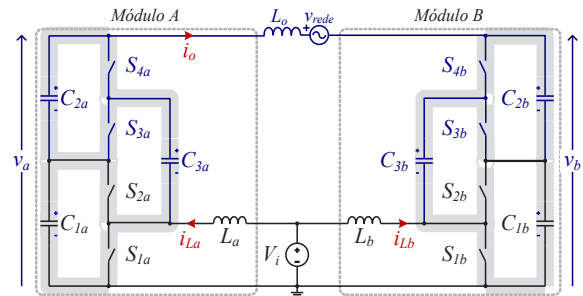 Módulo A
L_o
v_rede
Módulo B
i_o
S_4a
S_4b
C_2a
C_2b
S_3a
S_3b
v_a
C_3a
C_3b
v_b
S_2a
S_2b
C_1a
C_1b
i_La
L_a
V_i
L_b
i_Lb
S_1a
S_1b